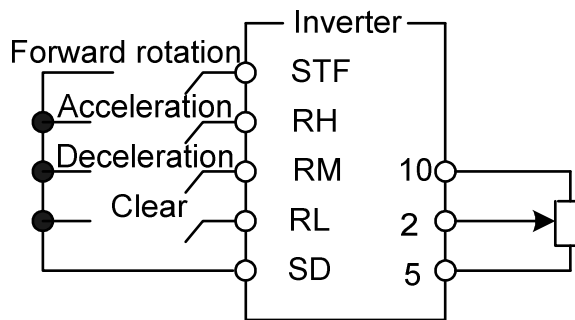 Inverter
Forward rotation STF
Acceleration RH
Deceleration RM 10
Clear RL 2
SD 5